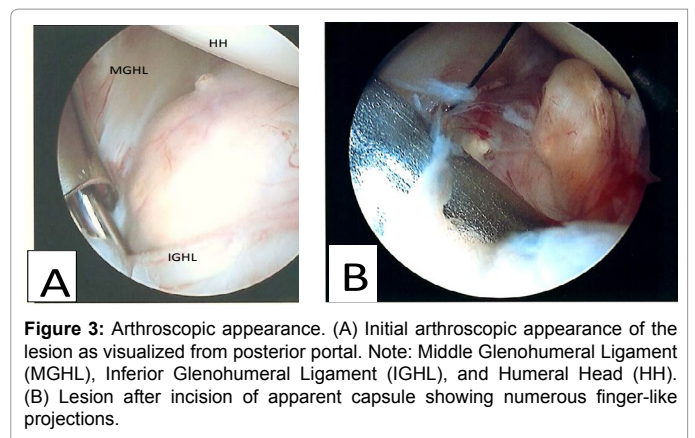 HH
MGHL
IGHL
A
B
Figure 3: Arthroscopic appearance. (A) Initial arthroscopic appearance of the
lesion as visualized from posterior portal. Note: Middle Glenohumeral Ligament
(MGHL), Inferior Glenohumeral Ligament (IGHL), and Humeral Head (HH).
(B) Lesion after incision of apparent capsule showing numerous finger-like
projections.